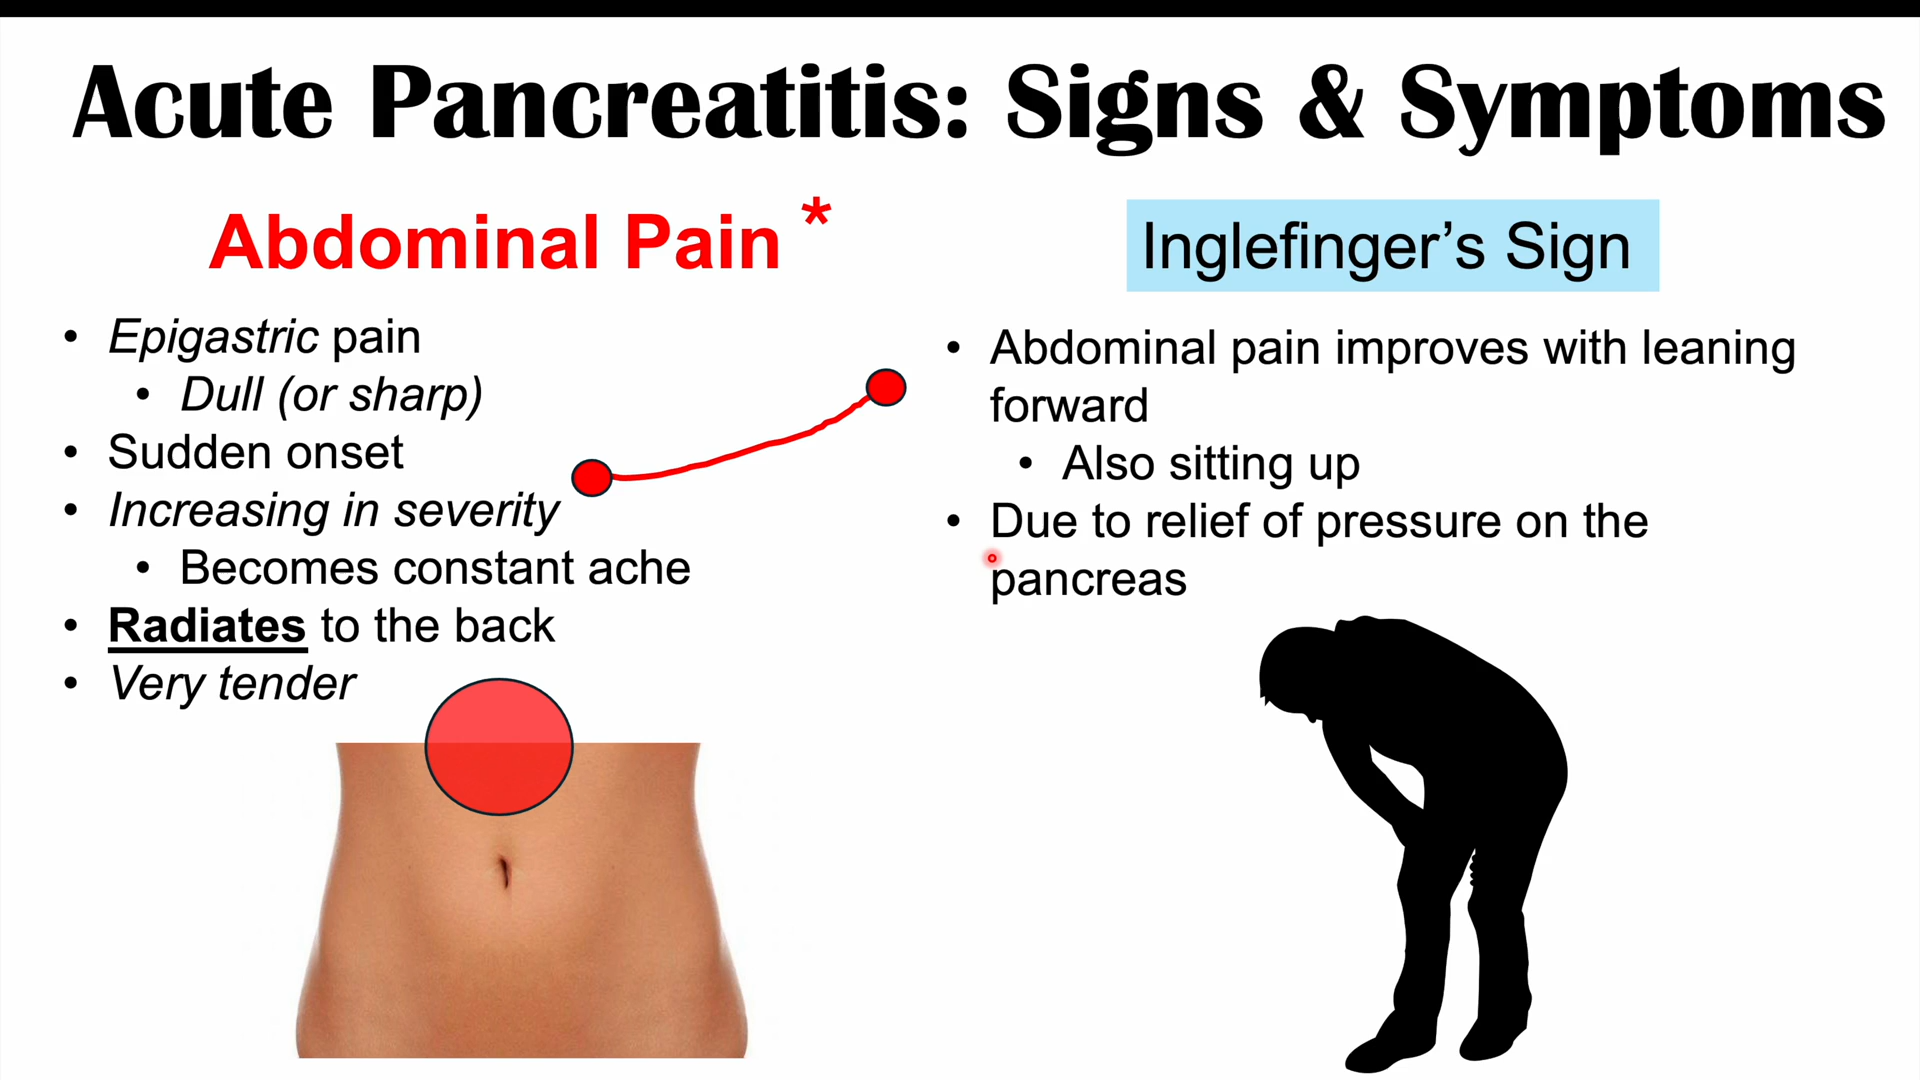 Acute Pancreatitis: Signs & Symptoms
Abdominal Pain *
• Epigastric pain
• Dull (or sharp)
• Sudden onset
• Increasing in severity
• Becomes constant ache
• Radiates to the back
• Very tender
Inglefinger’s Sign
• Abdominal pain improves with leaning
forward
• Also sitting up
• Due to relief of pressure on the
pancreas